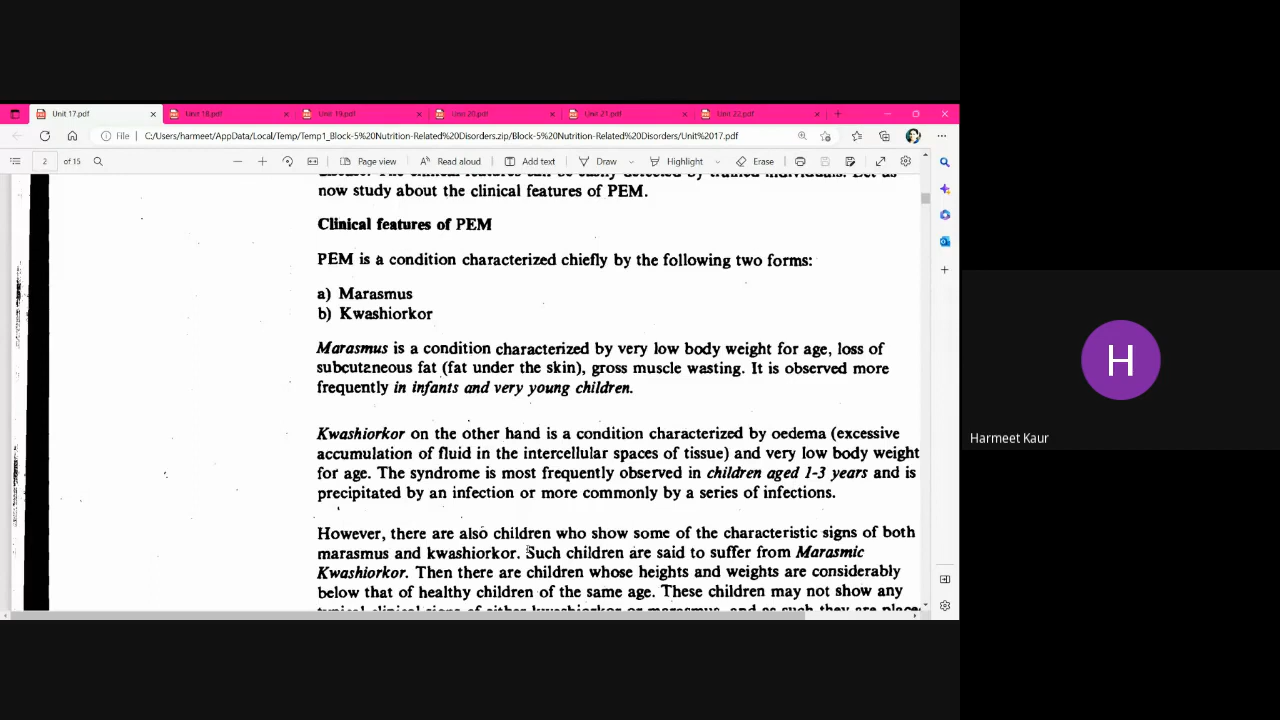 Unit 17.pdf
Unit 18.pdf
Unit 19.pdf
Unit 20.pdf
Unit 21.pdf
Unit 22.pdf
File C:/Users/harmeet/AppData/Local/Temp/Temp1_Block-5%20Nutrition-Related%20Disorders.zip/Block-5%20Nutrition-Related%20Disorders/Unit%2017.pdf
2 of 15 Page view Read aloud Add text Draw Highlight Erase
now study about the clinical features of PEM.
Clinical features of PEM
PEM is a condition characterized chiefly by the following two forms:
a) Marasmus
b) Kwashiorkor
Marasmus is a condition characterized by very low body weight for age, loss of
subcutaneous fat (fat under the skin), gross muscle wasting. It is observed more
frequently in infants and very young children.
Kwashiorkor on the other hand is a condition characterized by oedema (excessive
accumulation of fluid in the intercellular spaces of tissue) and very low body weight
for age. The syndrome is most frequently observed in children aged 1-3 years and is
precipitated by an infection or more commonly by a series of infections.
However, there are also children who show some of the characteristic signs of both
marasmus and kwashiorkor. Such children are said to suffer from Marasmic
Kwashiorkor. Then there are children whose heights and weights are considerably
below that of healthy children of the same age. These children may not show any
H
Harmeet Kaur